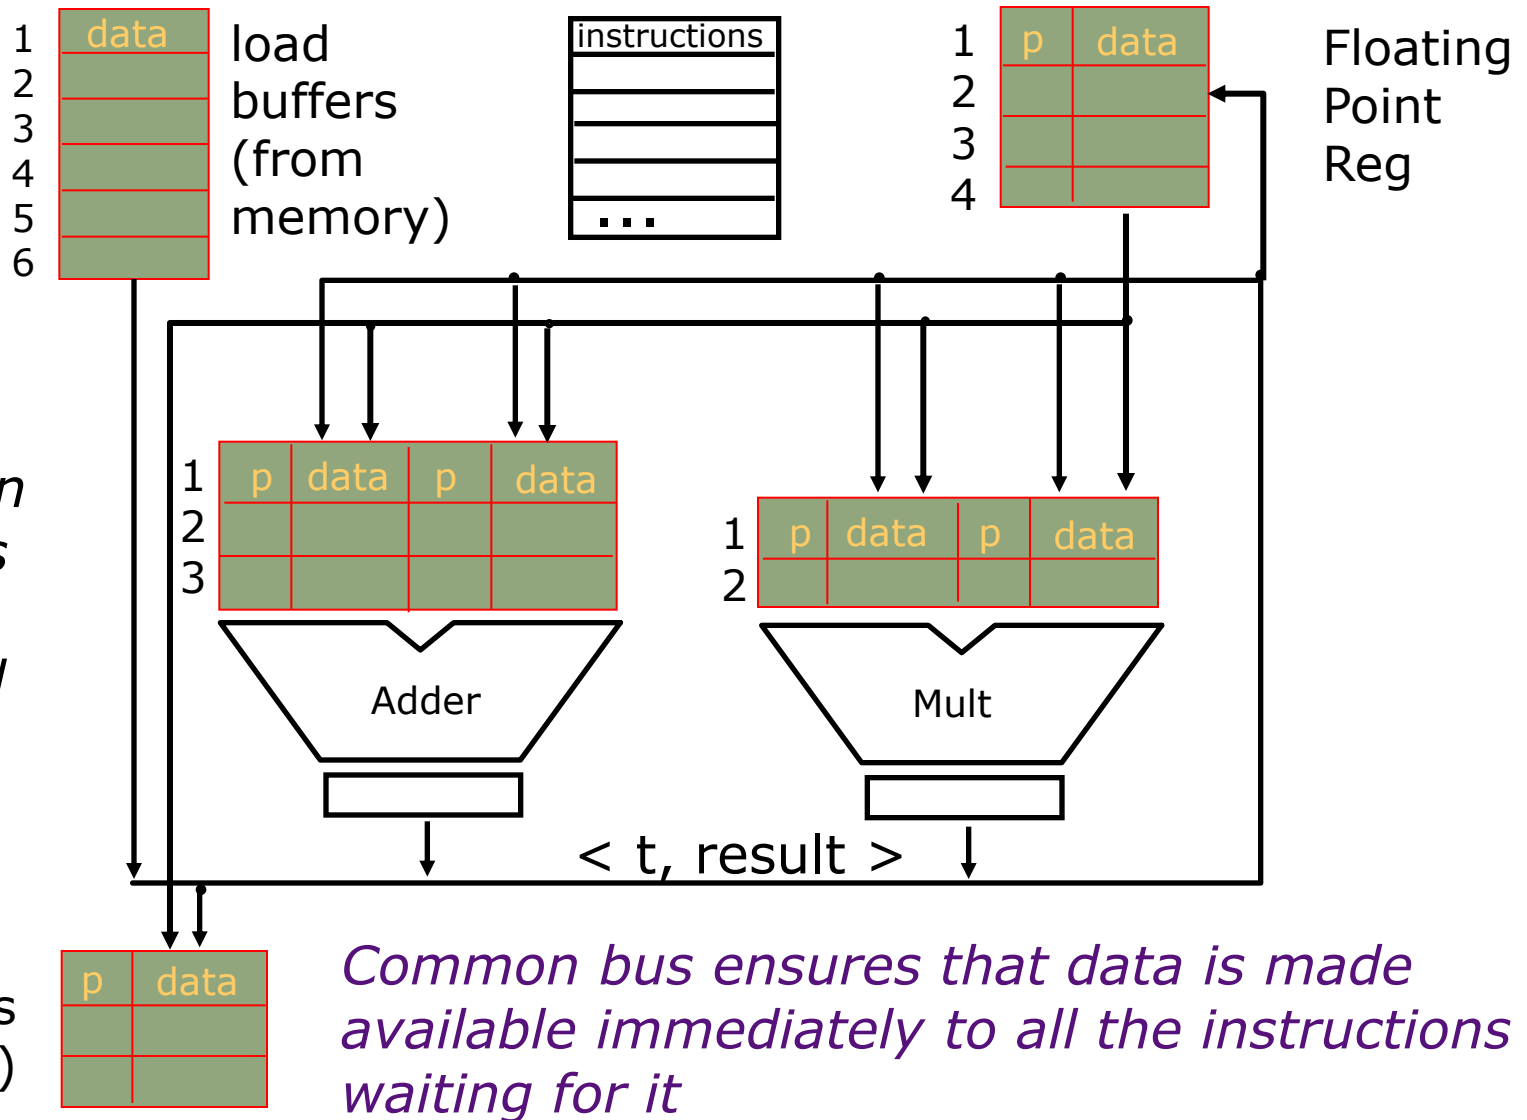 1 data
2
3
4
5
6
load
buffers
(from
memory)
instructions
...
1 p data
2
3
4
Floating
Point
Reg
1 p data p data
2
3
1 p data p data
2
Adder
Mult
< t, result >
p data
Common bus ensures that data is made
available immediately to all the instructions
waiting for it